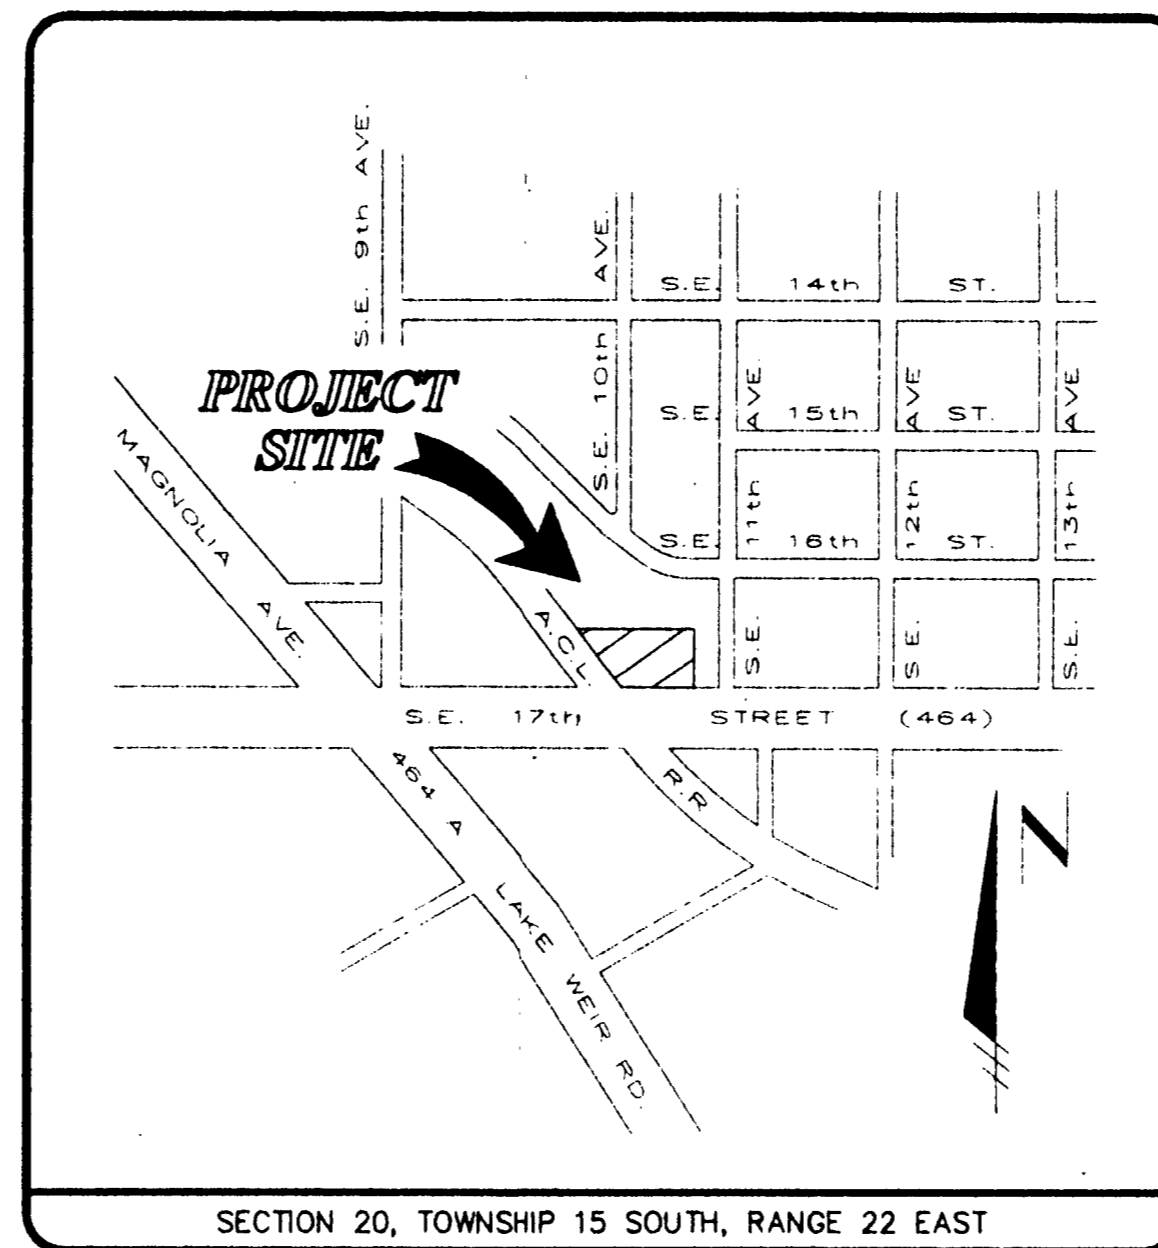 S.E. 9th AVE.
S.E. 10th AVE.
S.E. 14th ST.
PROJECT
SITE
S.E. 15th ST.
S.E. 16th ST.
S.E. 11th AVE.
S.E. 12th AVE
S.E. 13th AVE
MAGNOLIA AVE.
A.C.L.
S.E. 17th, STREET (464)
R.R
464 A LAKE WEIR RD.
N
SECTION 20, TOWNSHIP 15 SOUTH, RANGE 22 EAST